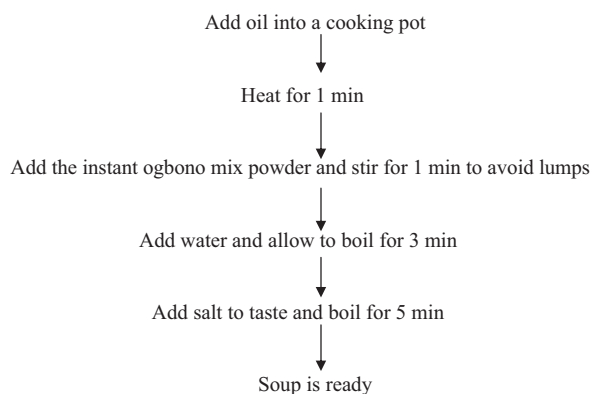 Add oil into a cooking pot
Heat for 1 min
Add the instant ogbono mix powder and stir for 1 min to avoid lumps
Add water and allow to boil for 3 min
Add salt to taste and boil for 5 min
Soup is ready